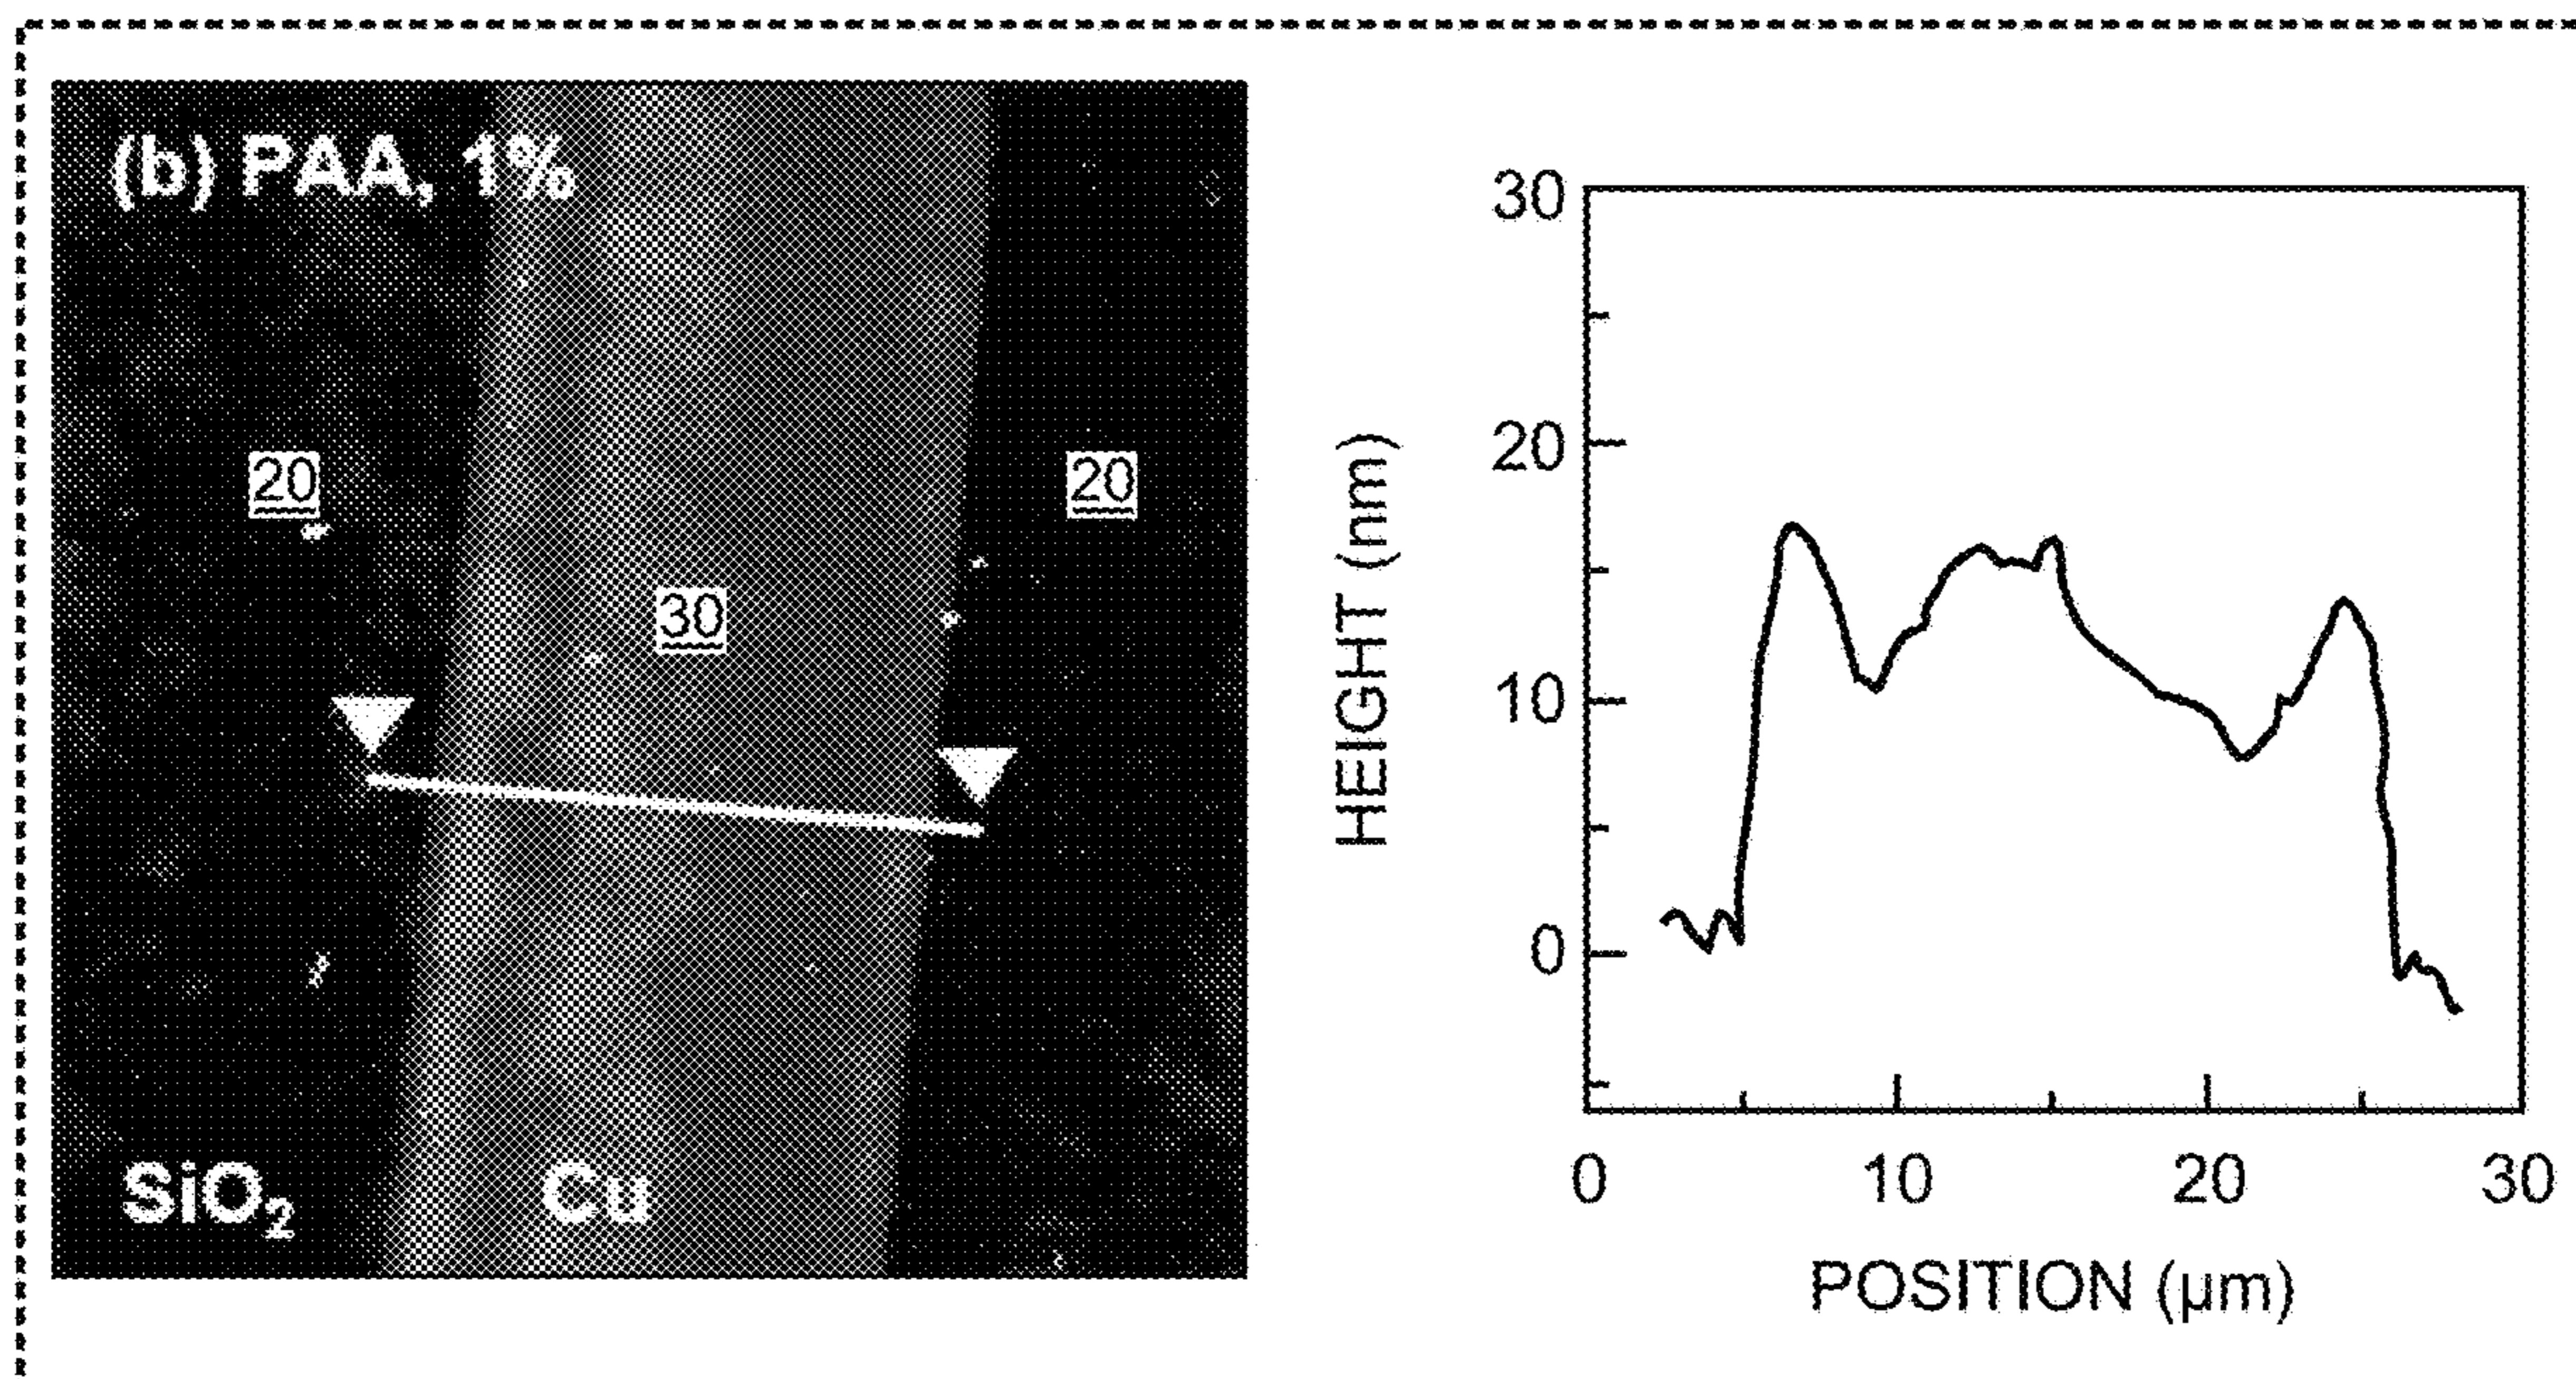 (b) PAA, 1%
20
20
30
SiO₂
Cu
HEIGHT (nm)
30
20
10
0
0 10 20 30
POSITION (µm)